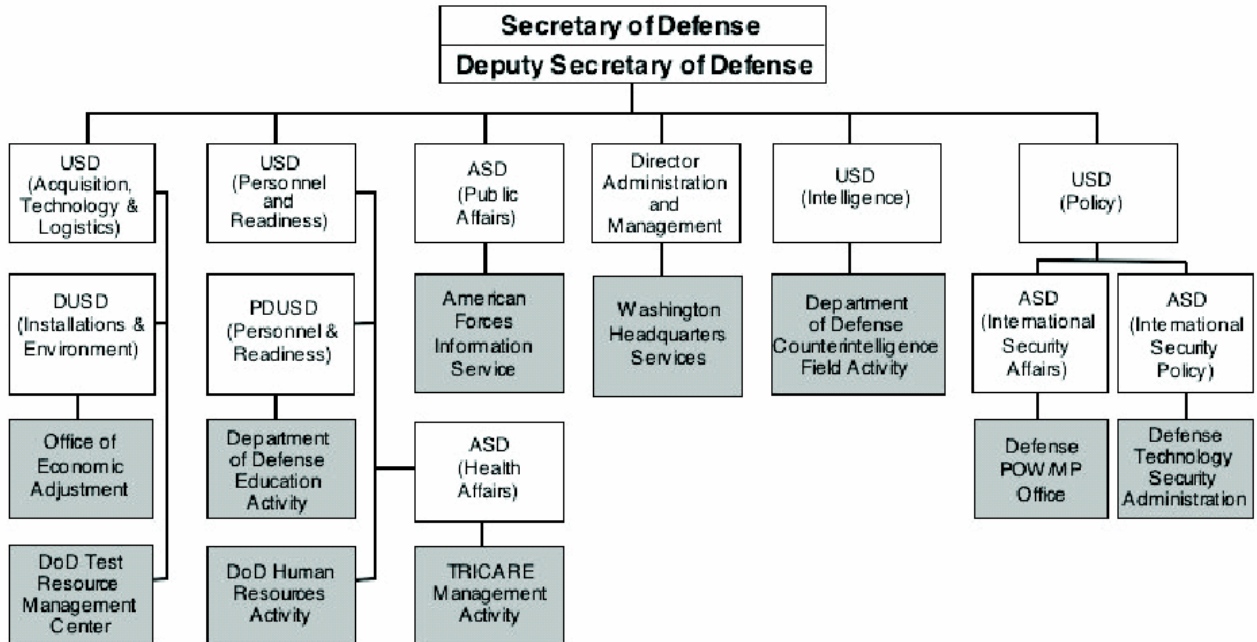 Secretary of Defense
Deputy Secretary of Defense
USD
(Acquisition,
Technology &
Logistics)
USD
(Personnel
and
Readiness)
ASD
(Public
Affairs)
Director
Administration
and
Management
USD
(Intelligence)
USD
(Policy)
DUSD
(Installations &
Environment)
PDUSD
(Personnel &
Readiness)
American
Forces
Information
Service
Washington
Headquarters
Services
Department
of Defense
Counterintelligence
Field Activity
ASD
(International
Security
Affairs)
ASD
(International
Security
Policy)
Office of
Economic
Adjustment
Department
of Defense
Education
Activity
ASD
(Health
Affairs)
Defense
POW/MP
Office
Defense
Technology
Security
Administration
DoD Test
Resource
Management
Center
DoD Human
Resources
Activity
TRICARE
Management
Activity